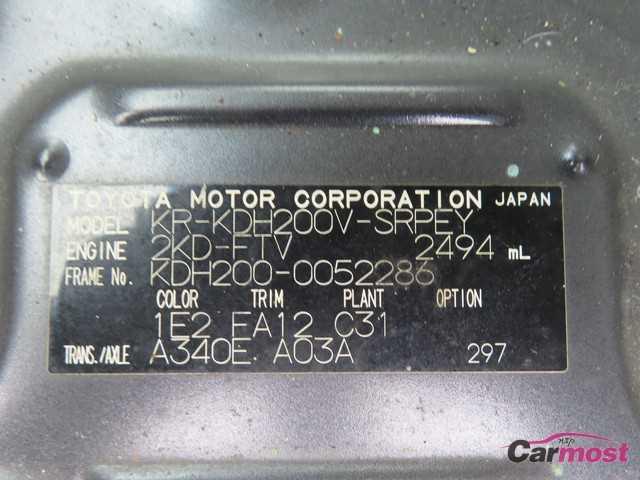 TOYOTA MOTOR CORPORATION JAPAN
MODEL KR-KDH200V-SRPEY
ENGINE 2KD-FTV 2494 mL
FRAME No. KDH200-0052286
COLOR TRIM PLANT OPTION
1E2 FA12 C31
TRANS./AXLE A340E A03A 297
Carmost